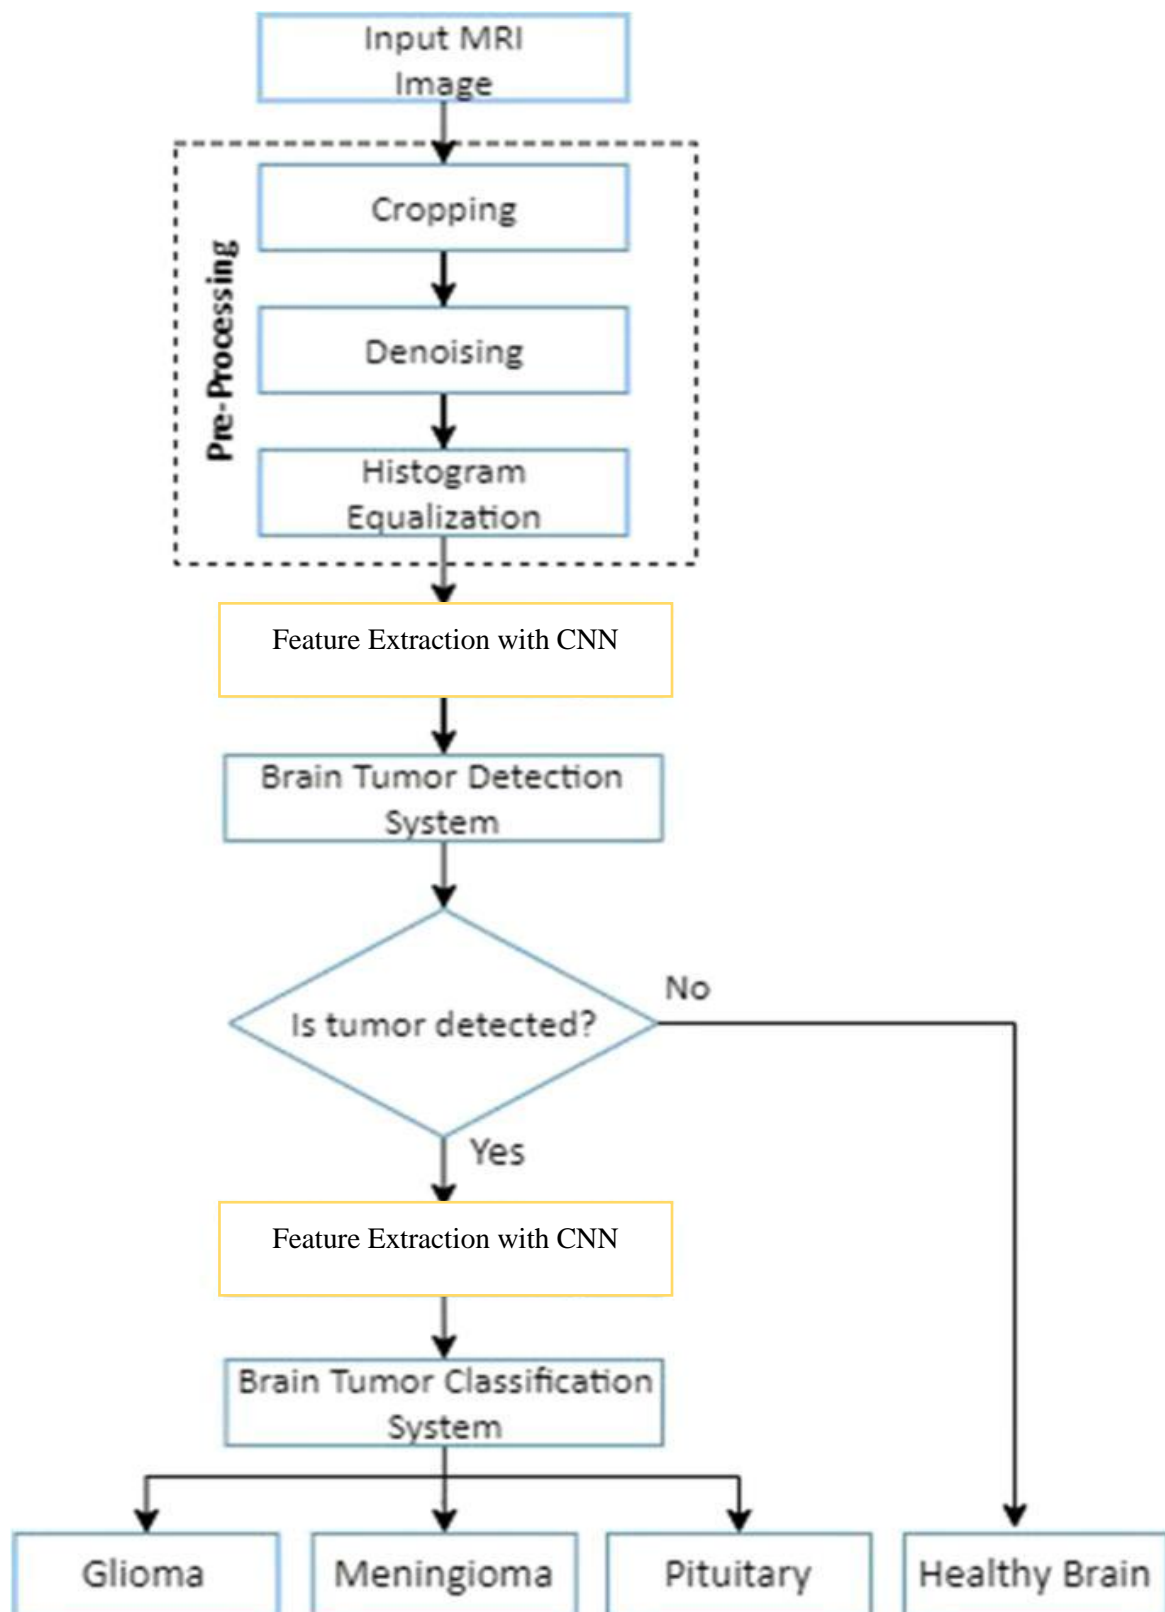 Input MRI
Image
Pre-Processing
Cropping
Denoising
Histogram
Equalization
Feature Extraction with CNN
Brain Tumor Detection
System
Is tumor detected?
No
Yes
Feature Extraction with CNN
Brain Tumor Classification
System
Glioma
Meningioma
Pituitary
Healthy Brain